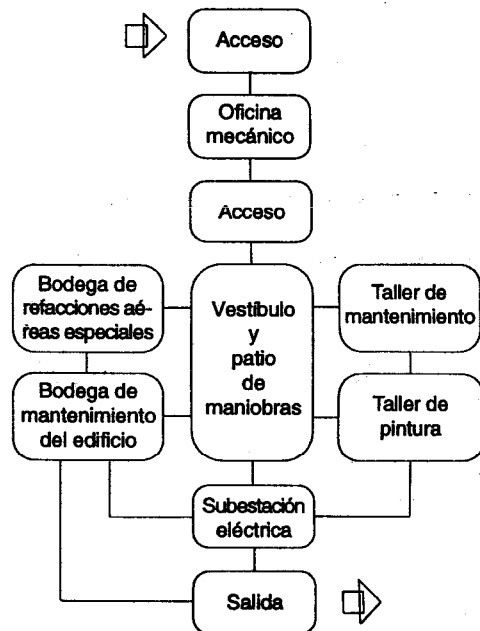 Acceso
Oficina
mecánico
Acceso
Bodega de
refacciones aé-
reas especiales
Vestíbulo
y
patio
de
maniobras
Taller de
mantenimiento
Bodega de
mantenimiento
del edificio
Taller de
pintura
Subestación
eléctrica
Salida